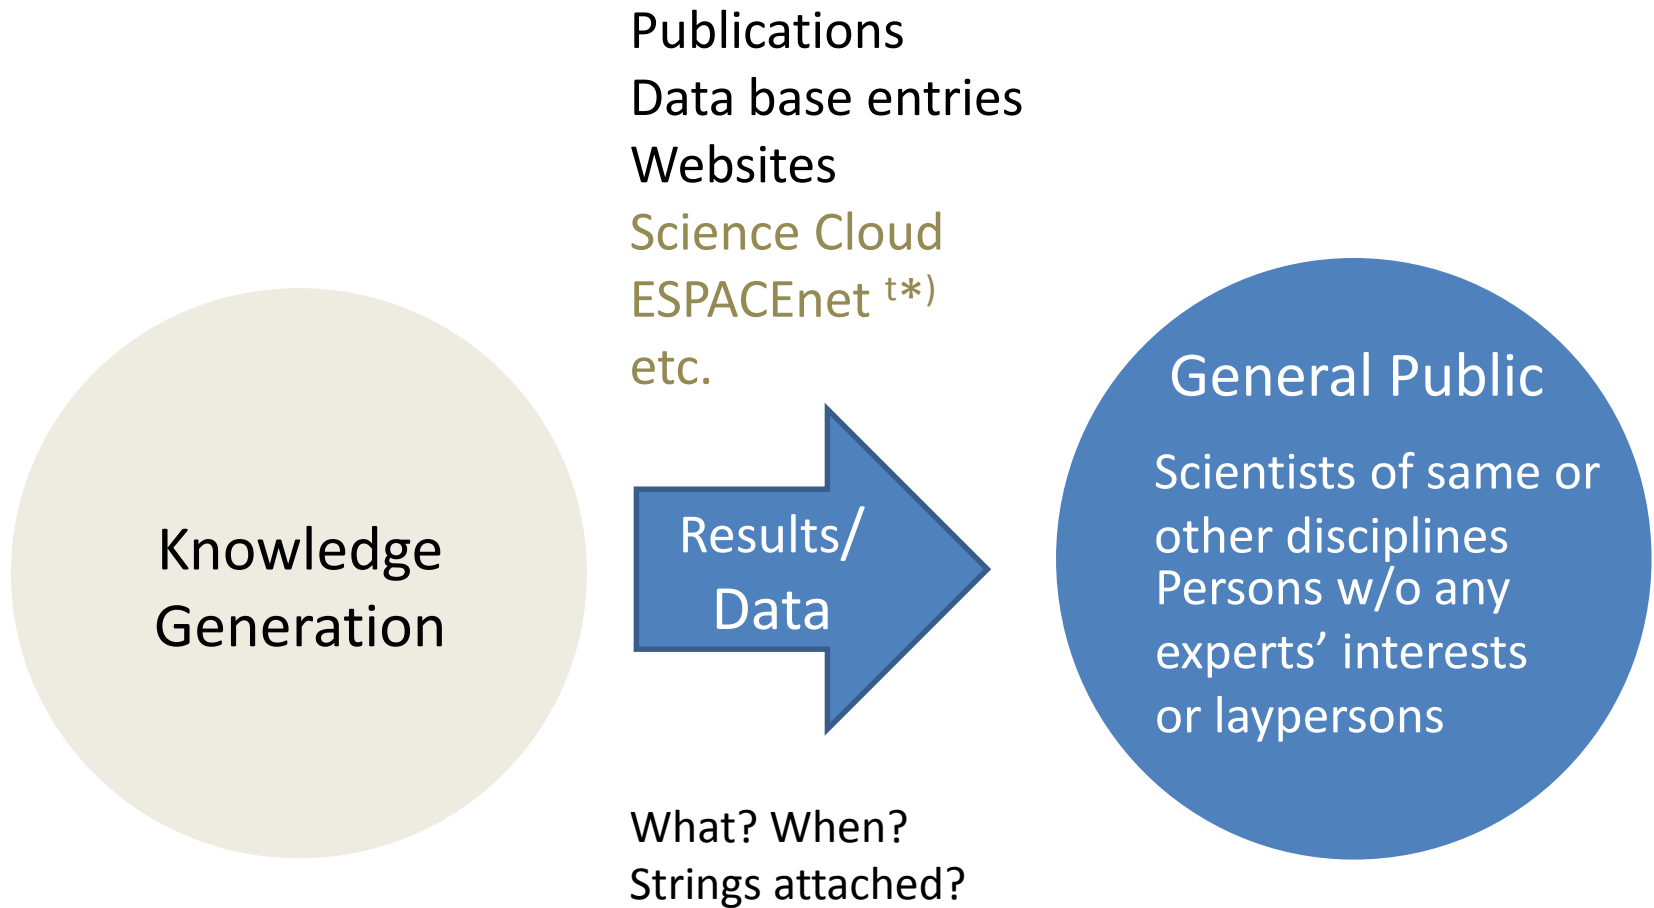 Publications
Data base entries
Websites
Science Cloud
ESPACEnet t*)
etc.
Knowledge
Generation
Results/
Data
General Public
Scientists of same or
other disciplines
Persons w/o any
experts’ interests
or laypersons
What? When?
Strings attached?